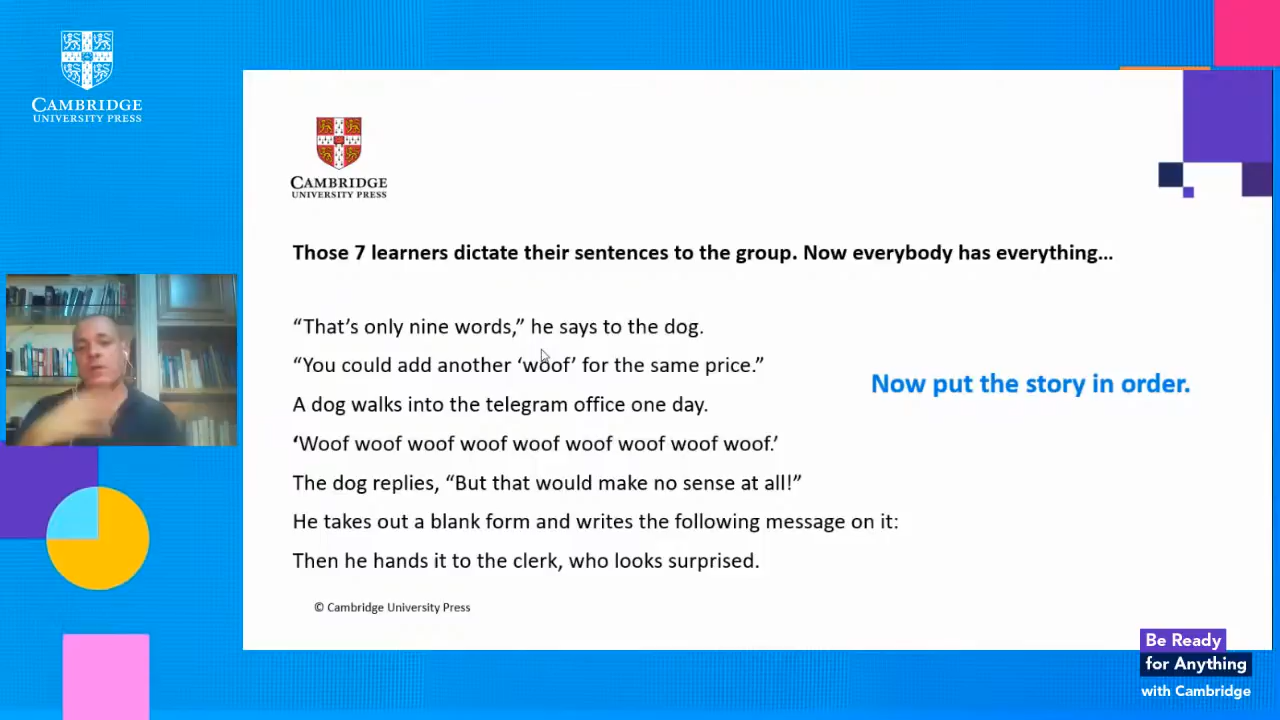 CAMBRIDGE
UNIVERSITY PRESS
CAMBRIDGE
UNIVERSITY PRESS
Those 7 learners dictate their sentences to the group. Now everybody has everything…
“That’s only nine words,” he says to the dog.
“You could add another ‘woof’ for the same price.”
A dog walks into the telegram office one day.
‘Woof woof woof woof woof woof woof woof woof.’
The dog replies, “But that would make no sense at all!”
He takes out a blank form and writes the following message on it:
Then he hands it to the clerk, who looks surprised.
Now put the story in order.
© Cambridge University Press
Be Ready
for Anything
with Cambridge